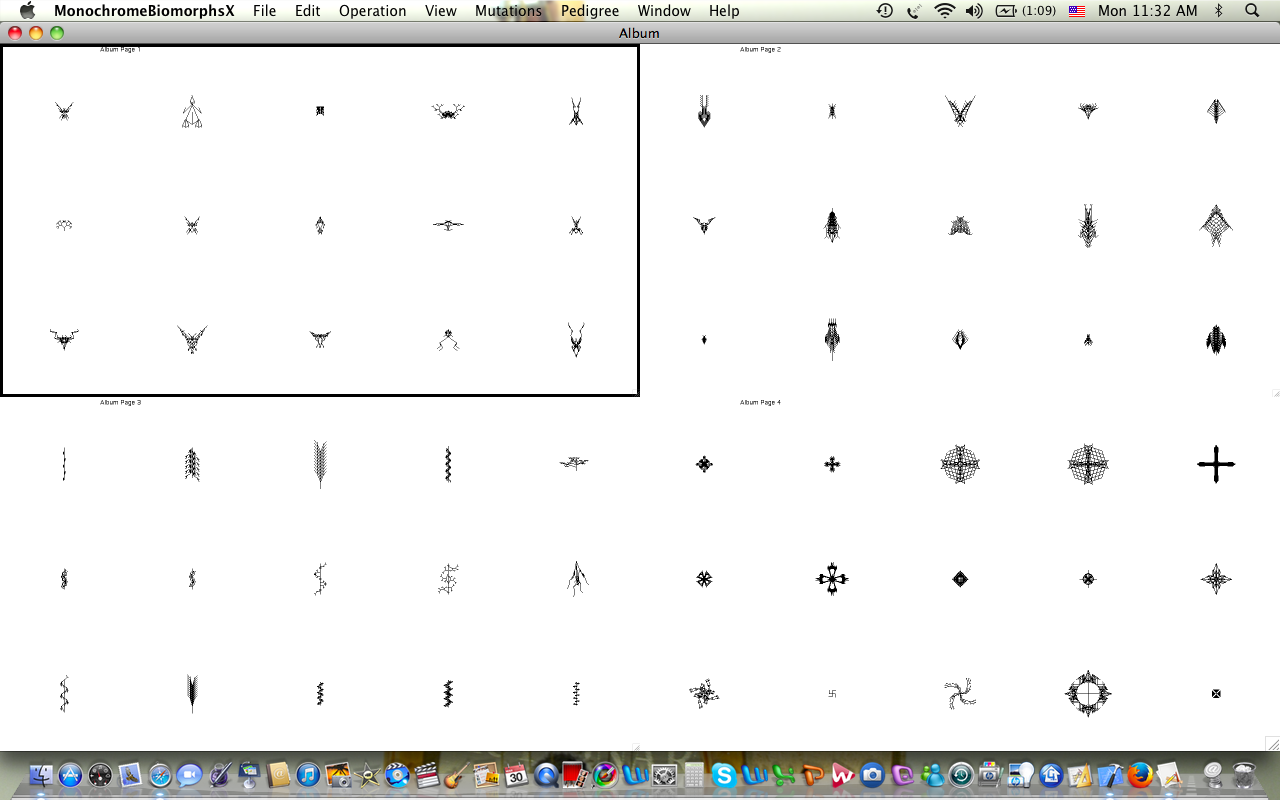 MonochromeBiomorphsX File Edit Operation View Mutations Pedigree Window Help (1:09) Mon 11:32 AM
Album
Album Page 1
Album Page 2
Album Page 3
Album Page 4
30